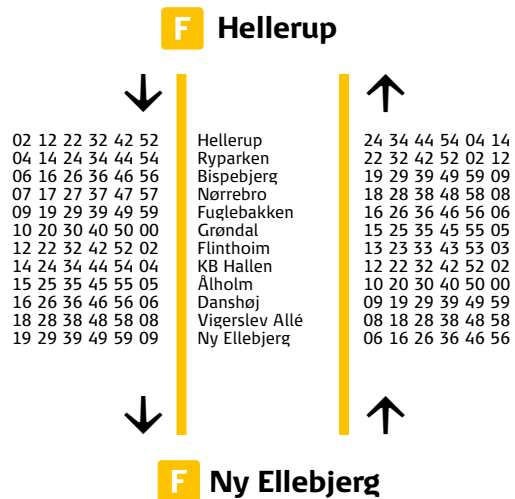 F Hellerup
02 12 22 32 42 52 Hellerup 24 34 44 54 04 14
04 14 24 34 44 54 Ryparken 22 32 42 52 02 12
06 16 26 36 46 56 Bispebjerg 19 29 39 49 59 09
07 17 27 37 47 57 Nørrebro 18 28 38 48 58 08
09 19 29 39 49 59 Fuglebakken 16 26 36 46 56 06
10 20 30 40 50 00 Grøndal 15 25 35 45 55 05
12 22 32 42 52 02 Flinthoim 13 23 33 43 53 03
14 24 34 44 54 04 KB Hallen 12 22 32 42 52 02
15 25 35 45 55 05 Ålholm 10 20 30 40 50 00
16 26 36 46 56 06 Danshøj 09 19 29 39 49 59
18 28 38 48 58 08 Vigerslev Allé 08 18 28 38 48 58
19 29 39 49 59 09 Ny Ellebjerg 06 16 26 36 46 56
F Ny Ellebjerg